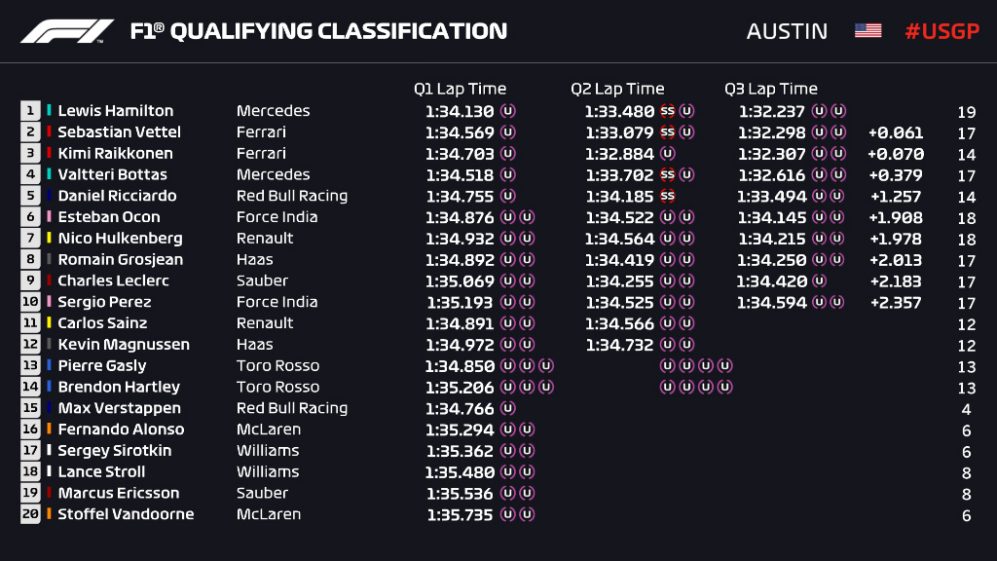 F1® QUALIFYING CLASSIFICATION AUSTIN #USGP
Q1 Lap Time Q2 Lap Time Q3 Lap Time
1 Lewis Hamilton Mercedes 1:34.130 U 1:33.480 SS U 1:32.237 U U 19
2 Sebastian Vettel Ferrari 1:34.569 U 1:33.079 SS U 1:32.298 U U +0.061 17
3 Kimi Raikkonen Ferrari 1:34.703 U 1:32.884 U 1:32.307 U U +0.070 14
4 Valtteri Bottas Mercedes 1:34.518 U 1:33.702 SS U 1:32.616 U U +0.379 17
5 Daniel Ricciardo Red Bull Racing 1:34.755 U 1:34.185 SS 1:33.494 U U +1.257 14
6 Esteban Ocon Force India 1:34.876 U U 1:34.522 U U 1:34.145 U U +1.908 18
7 Nico Hulkenberg Renault 1:34.932 U U 1:34.564 U U 1:34.215 U U +1.978 18
8 Romain Grosjean Haas 1:34.892 U U 1:34.419 U U 1:34.250 U U +2.013 17
9 Charles Leclerc Sauber 1:35.069 U U 1:34.255 U U 1:34.420 U +2.183 17
10 Sergio Perez Force India 1:35.193 U U 1:34.525 U U 1:34.594 U U +2.357 17
11 Carlos Sainz Renault 1:34.891 U U 1:34.566 U U 12
12 Kevin Magnussen Haas 1:34.972 U U 1:34.732 U U 12
13 Pierre Gasly Toro Rosso 1:34.850 U U U U U U U 13
14 Brendon Hartley Toro Rosso 1:35.206 U U U U U U U 13
15 Max Verstappen Red Bull Racing 1:34.766 U 4
16 Fernando Alonso McLaren 1:35.294 U U 6
17 Sergey Sirotkin Williams 1:35.362 U U 6
18 Lance Stroll Williams 1:35.480 U U 8
19 Marcus Ericsson Sauber 1:35.536 U U 8
20 Stoffel Vandoorne McLaren 1:35.735 U U 6